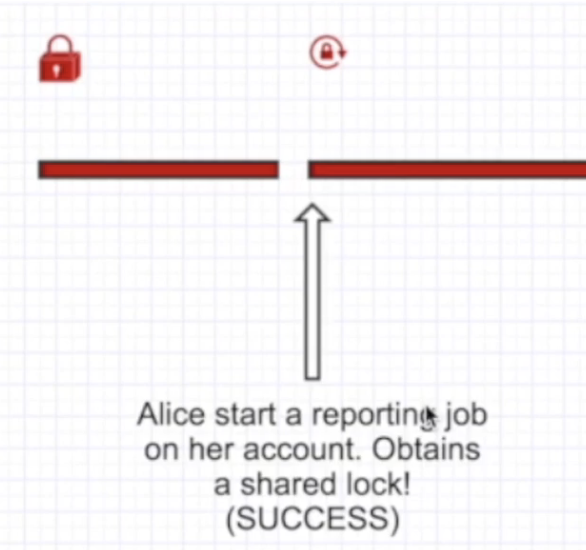 Alice start a reporting job
on her account. Obtains
a shared lock!
(SUCCESS)